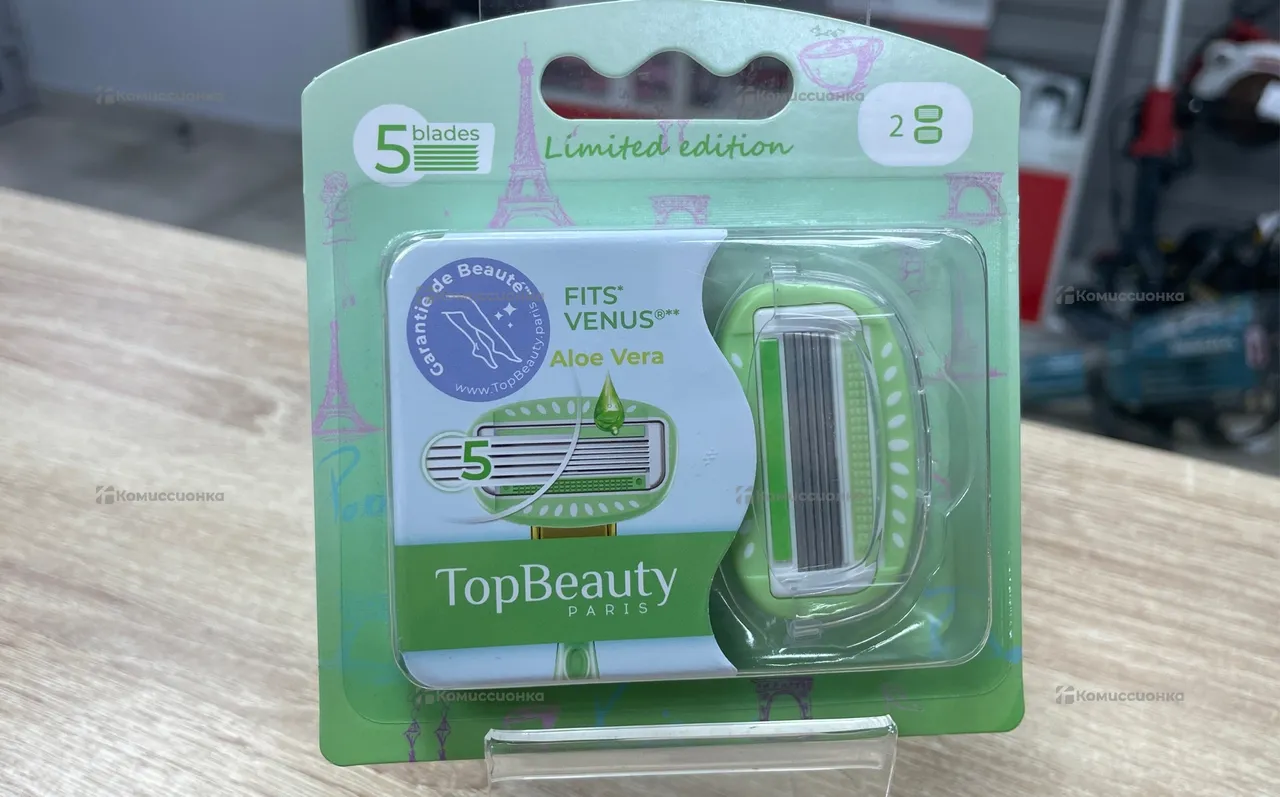 Комиссионка
Комиссионка
5 blades
Limited edition
2
Garantie de Beauté™
www.TopBeauty.paris
FITS*
VENUS®**
Комиссионка
Aloe Vera
5
Комиссионка
Комиссионка
TopBeauty
PARIS
Комиссионка
Комиссионка